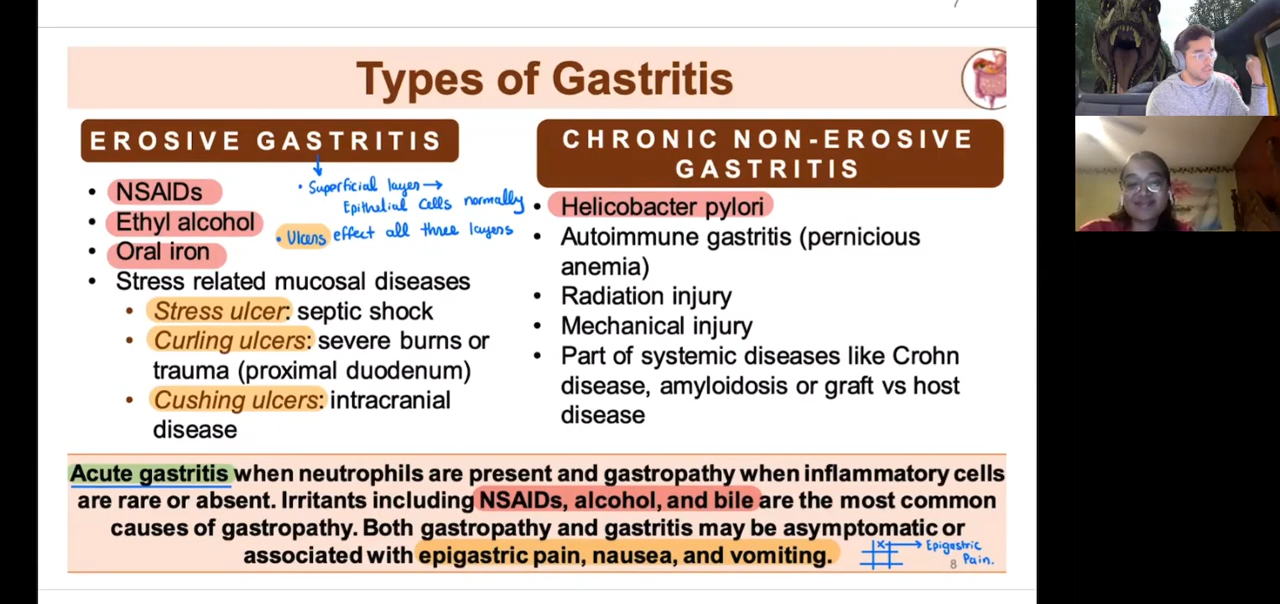 Types of Gastritis
EROSIVE GASTRITIS
• Superficial layer →
Epithelial cells normally
• Ulcers effect all three layers
• NSAIDs
• Ethyl alcohol
• Oral iron
• Stress related mucosal diseases
• Stress ulcer: septic shock
• Curling ulcers: severe burns or
trauma (proximal duodenum)
• Cushing ulcers: intracranial
disease
CHRONIC NON-EROSIVE
GASTRITIS
• Helicobacter pylori
• Autoimmune gastritis (pernicious
anemia)
• Radiation injury
• Mechanical injury
• Part of systemic diseases like Crohn
disease, amyloidosis or graft vs host
disease
Acute gastritis when neutrophils are present and gastropathy when inflammatory cells
are rare or absent. Irritants including NSAIDs, alcohol, and bile are the most common
causes of gastropathy. Both gastropathy and gastritis may be asymptomatic or
associated with epigastric pain, nausea, and vomiting.
x → Epigastric
Pain.
8